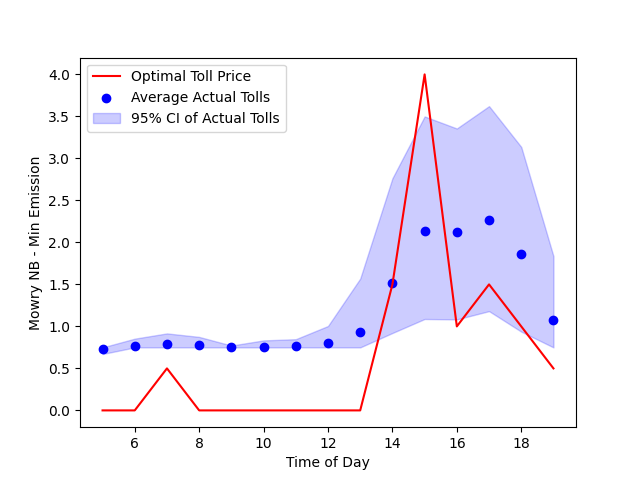 Optimal Toll Price
Average Actual Tolls
95% CI of Actual Tolls
Mowry NB - Min Emission
4.0
3.5
3.0
2.5
2.0
1.5
1.0
0.5
0.0
6 8 10 12 14 16 18
Time of Day